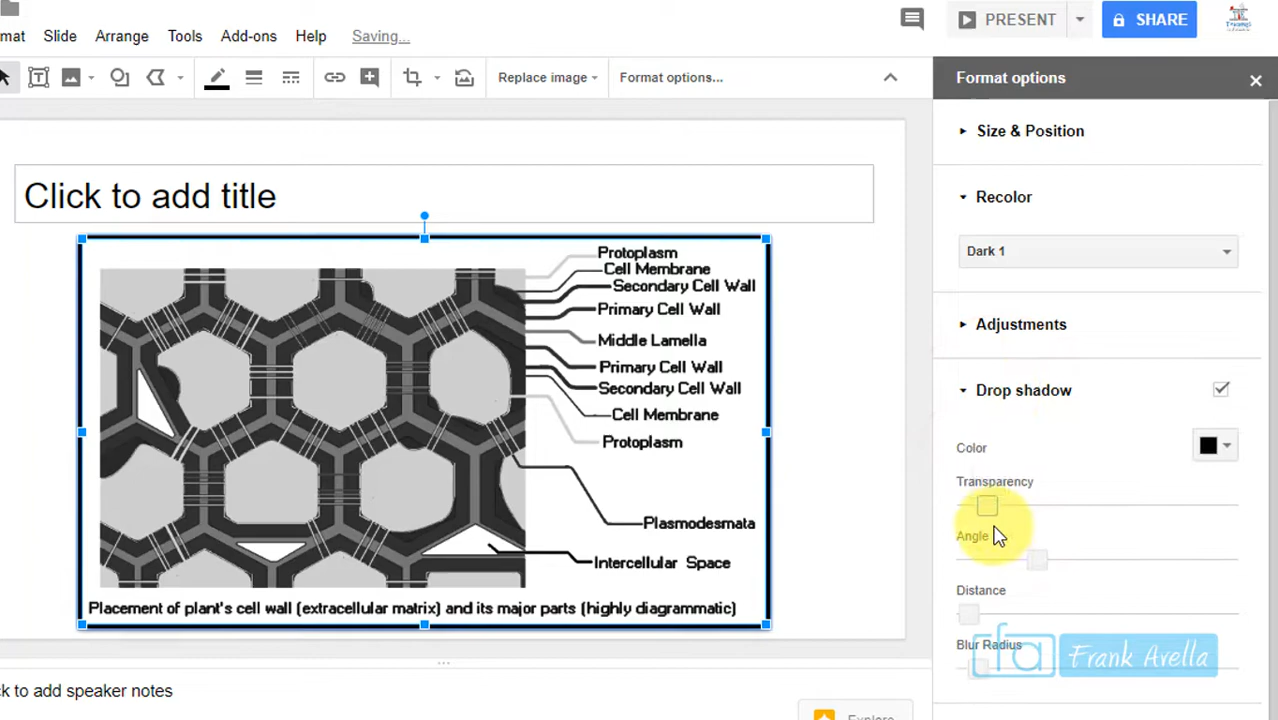 PRESENT SHARE
mat Slide Arrange Tools Add-ons Help Saving...
Replace image Format options...
Format options
Size & Position
Recolor
Dark 1
Adjustments
Drop shadow
Color
Transparency
Angle
Distance
Blur Radius
Click to add title
Protoplasm
Cell Membrane
Secondary Cell Wall
Primary Cell Wall
Middle Lamella
Primary Cell Wall
Secondary Cell Wall
Cell Membrane
Protoplasm
Plasmodesmata
Intercellular Space
Placement of plant's cell wall (extracellular matrix) and its major parts (highly diagrammatic)
fa Frank Avella
ck to add speaker notes
Explore